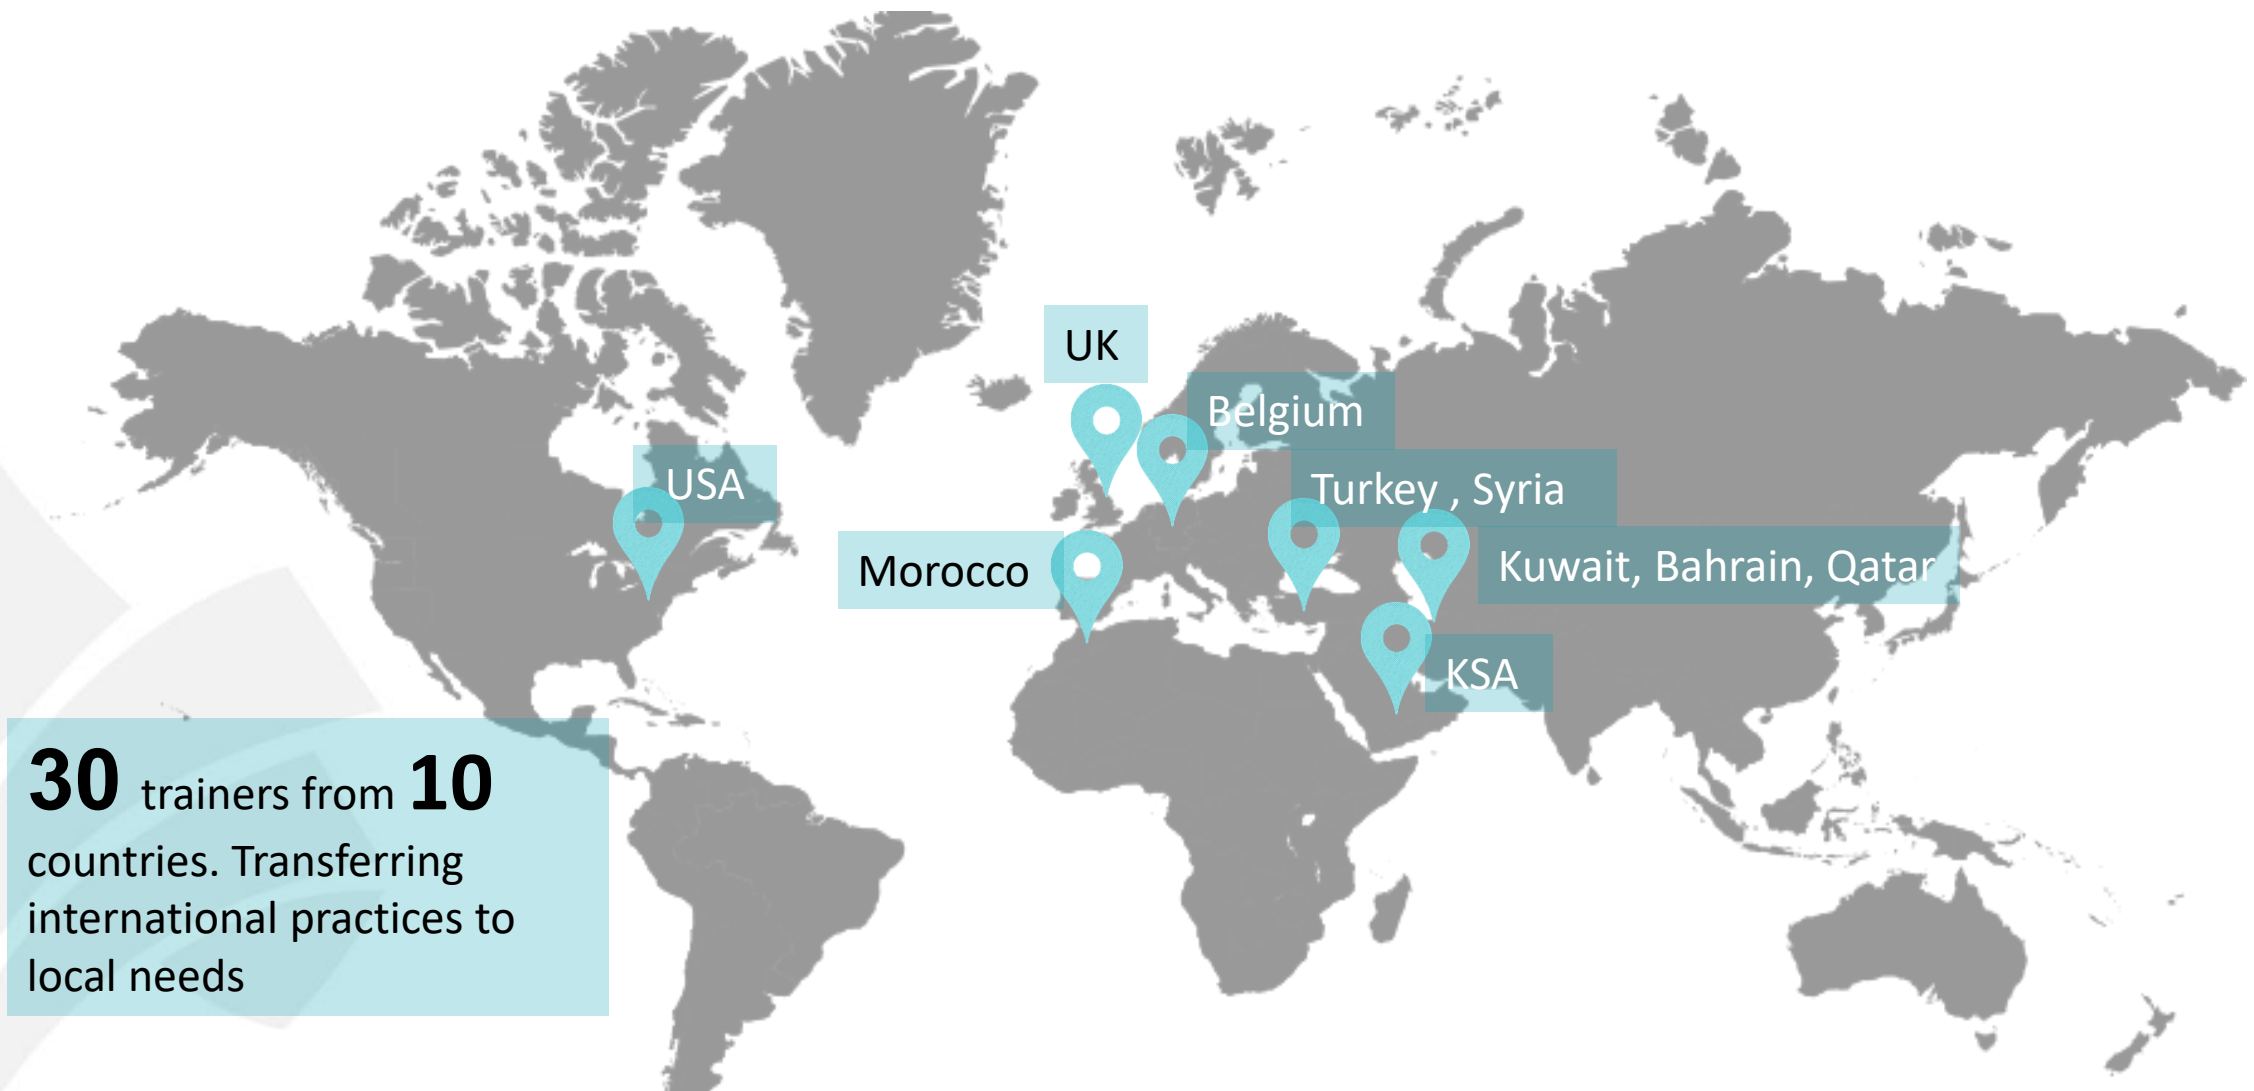 UK
Belgium
USA
Turkey , Syria
Morocco
Kuwait, Bahrain, Qatar
KSA
30 trainers from 10
countries. Transferring
international practices to
local needs